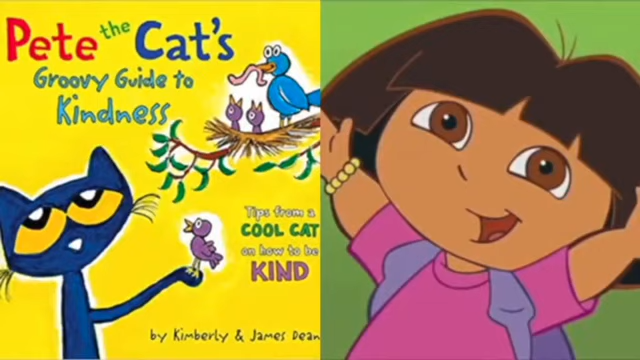 Pete the Cat's
Groovy Guide to
Kindness
Tips from a
COOL CAT
on how to be
KIND
by Kimberly & James Dean